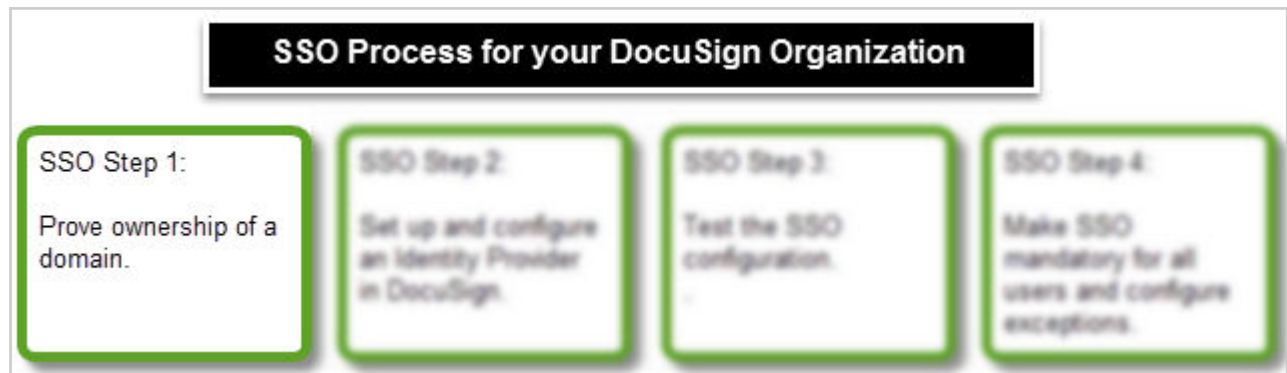 SSO Process for your DocuSign Organization
SSO Step 1:
Prove ownership of a
domain.
SSO Step 2:
Set up and configure
an Identity Provider
in DocuSign.
SSO Step 3:
Test the SSO
configuration.
.
SSO Step 4:
Make SSO
mandatory for all
users and configure
exceptions.